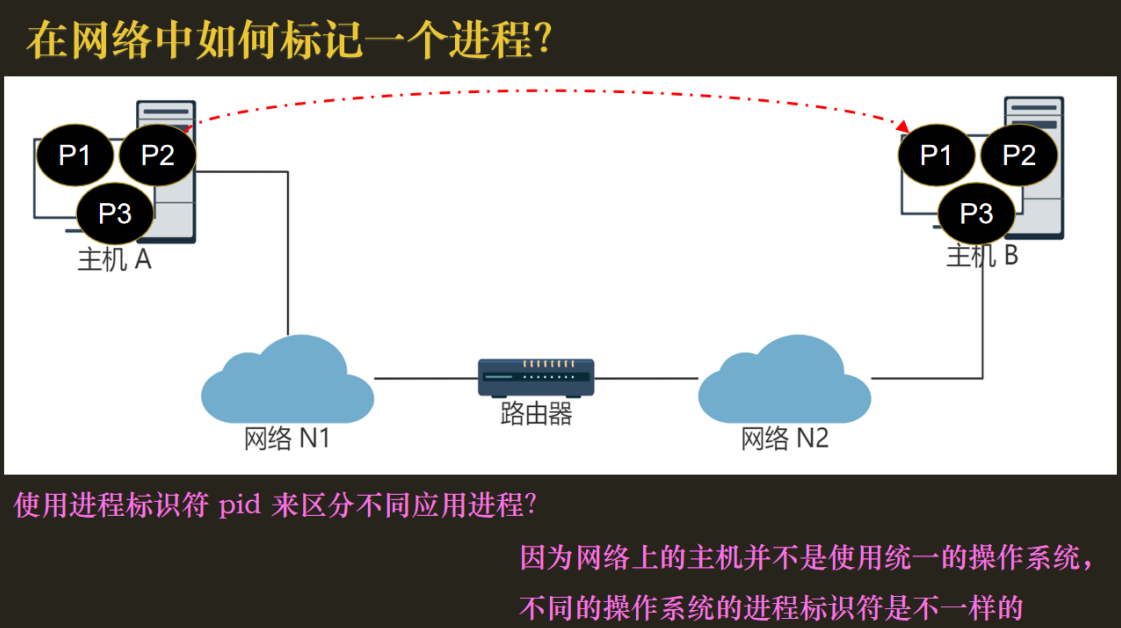 在网络中如何标记一个进程？
P1
P2
P3
主机 A
P1
P2
P3
主机 B
路由器
网络 N1
网络 N2
使用进程标识符 pid 来区分不同应用进程？
因为网络上的主机并不是使用统一的操作系统，
不同的操作系统的进程标识符是不一样的